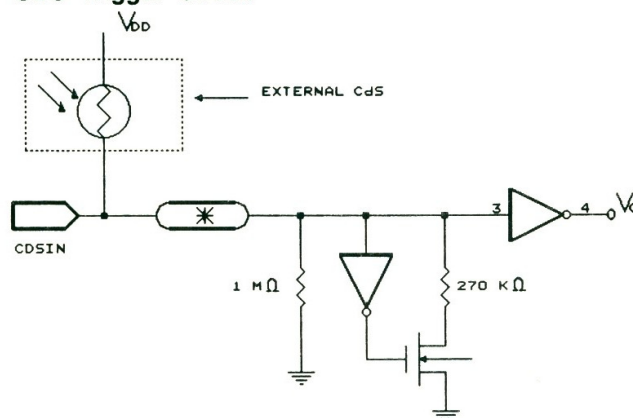 VDD
EXTERNAL CdS
3
4
CDSIN
1 MΩ
270 KΩ